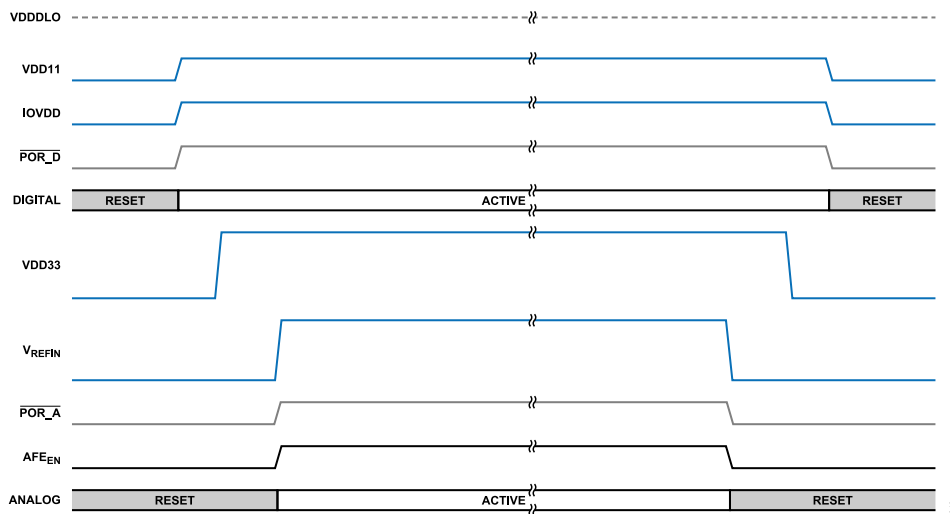 VDDDLO
VDD11
IOVDD
POR_D
DIGITAL RESET ACTIVE RESET
VDD33
VREFIN
POR_A
AFEEN
ANALOG RESET ACTIVE RESET